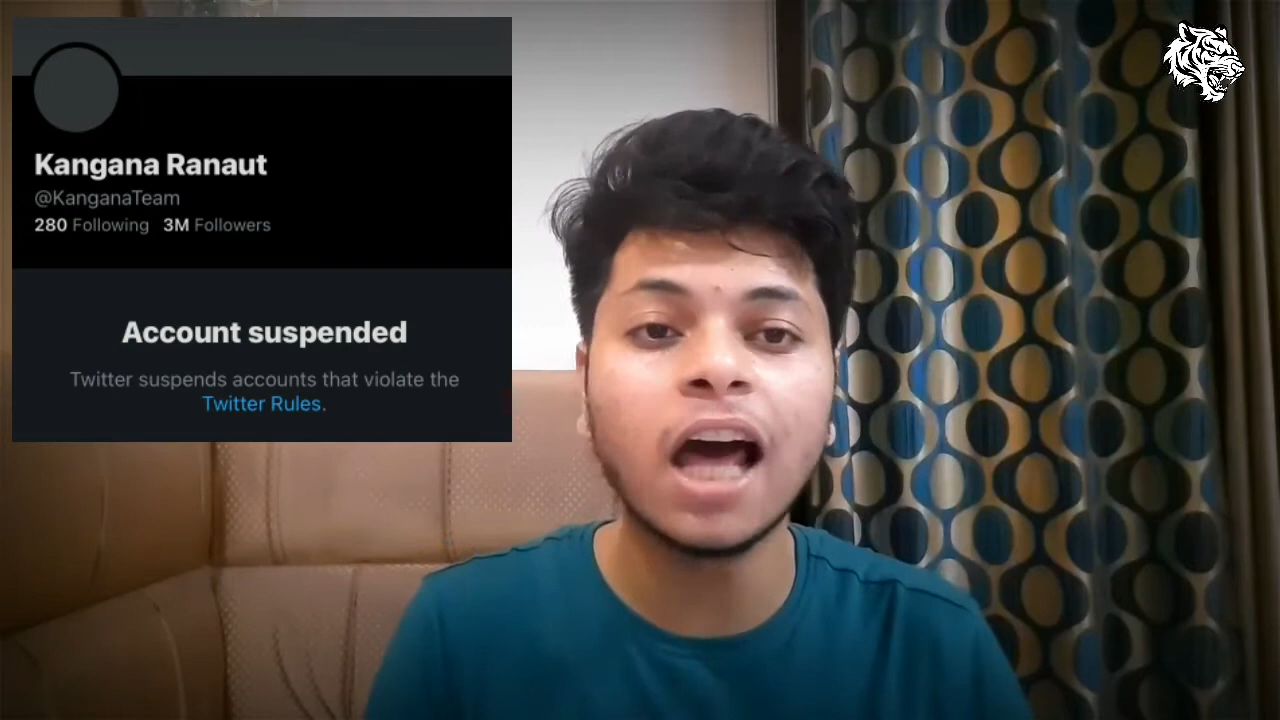 Kangana Ranaut
@KanganaTeam
280 Following 3M Followers
Account suspended
Twitter suspends accounts that violate the
Twitter Rules.